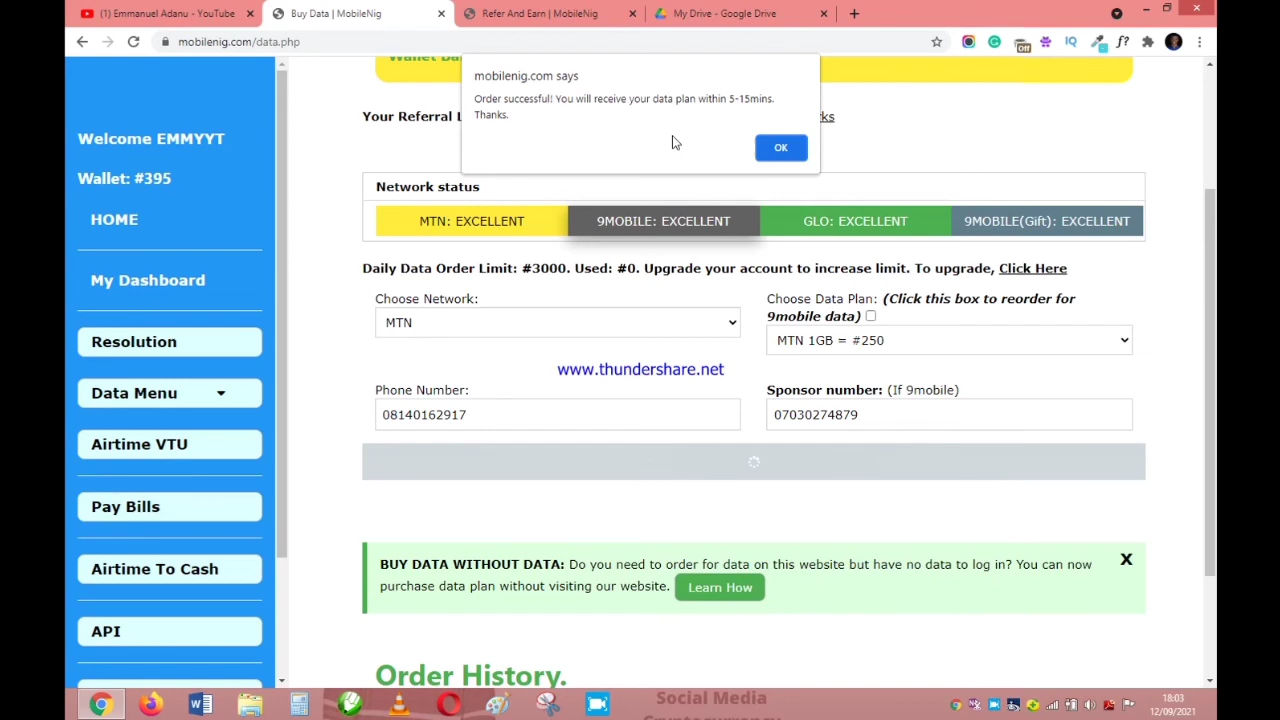 (1) Emmanuel Adanu - YouTube
Buy Data | MobileNig
Refer And Earn | MobileNig
My Drive - Google Drive
mobilenig.com/data.php
Off
IQ
f?
mobilenig.com says
Order successful! You will receive your data plan within 5-15mins.
Thanks.
OK
Welcome EMMYYT
Wallet: #395
HOME
My Dashboard
Resolution
Data Menu
Airtime VTU
Pay Bills
Airtime To Cash
API
Your Referral
Network status
MTN: EXCELLENT
9MOBILE: EXCELLENT
GLO: EXCELLENT
9MOBILE(Gift): EXCELLENT
Daily Data Order Limit: #3000. Used: #0. Upgrade your account to increase limit. To upgrade, Click Here
Choose Network:
MTN
Choose Data Plan: (Click this box to reorder for
9mobile data)
MTN 1GB = #250
www.thundershare.net
Phone Number:
08140162917
Sponsor number: (If 9mobile)
07030274879
BUY DATA WITHOUT DATA: Do you need to order for data on this website but have no data to log in? You can now
purchase data plan without visiting our website. Learn How
X
Order History.
Social Media
18:03
12/09/2021